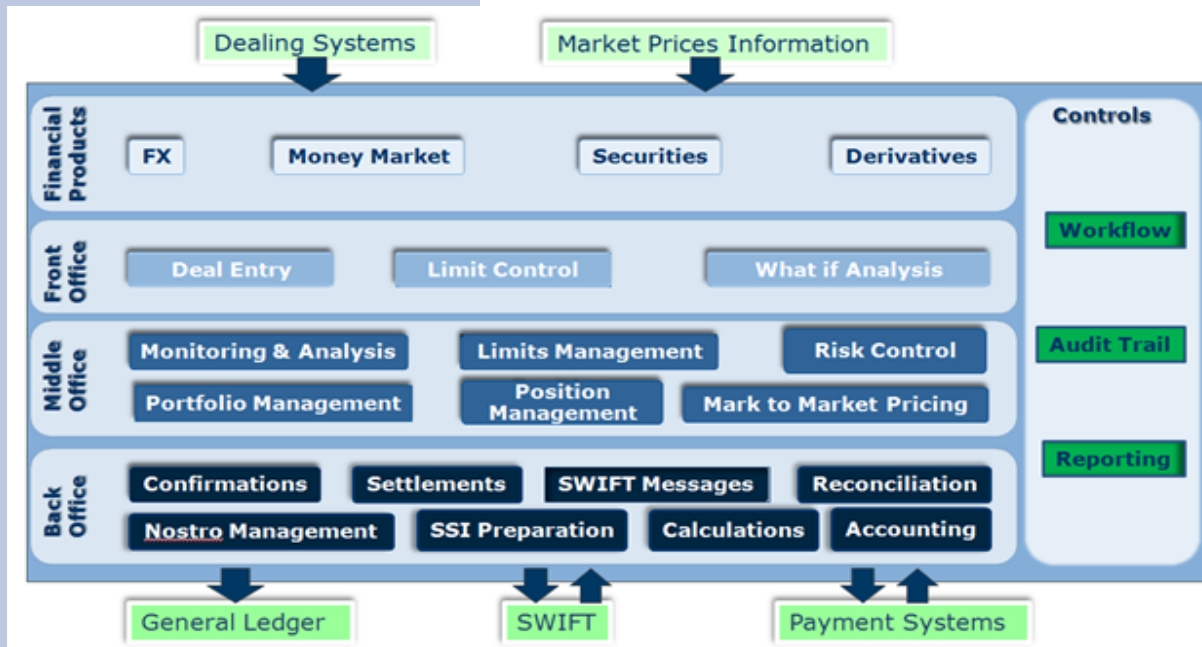 Dealing Systems
Market Prices Information
Financial
Products
FX
Money Market
Securities
Derivatives
Controls
Workflow
Audit Trail
Reporting
Front
Office
Deal Entry
Limit Control
What if Analysis
Middle
Office
Monitoring & Analysis
Limits Management
Risk Control
Portfolio Management
Position
Management
Mark to Market Pricing
Back
Office
Confirmations
Settlements
SWIFT Messages
Reconciliation
Nostro Management
SSI Preparation
Calculations
Accounting
General Ledger
SWIFT
Payment Systems